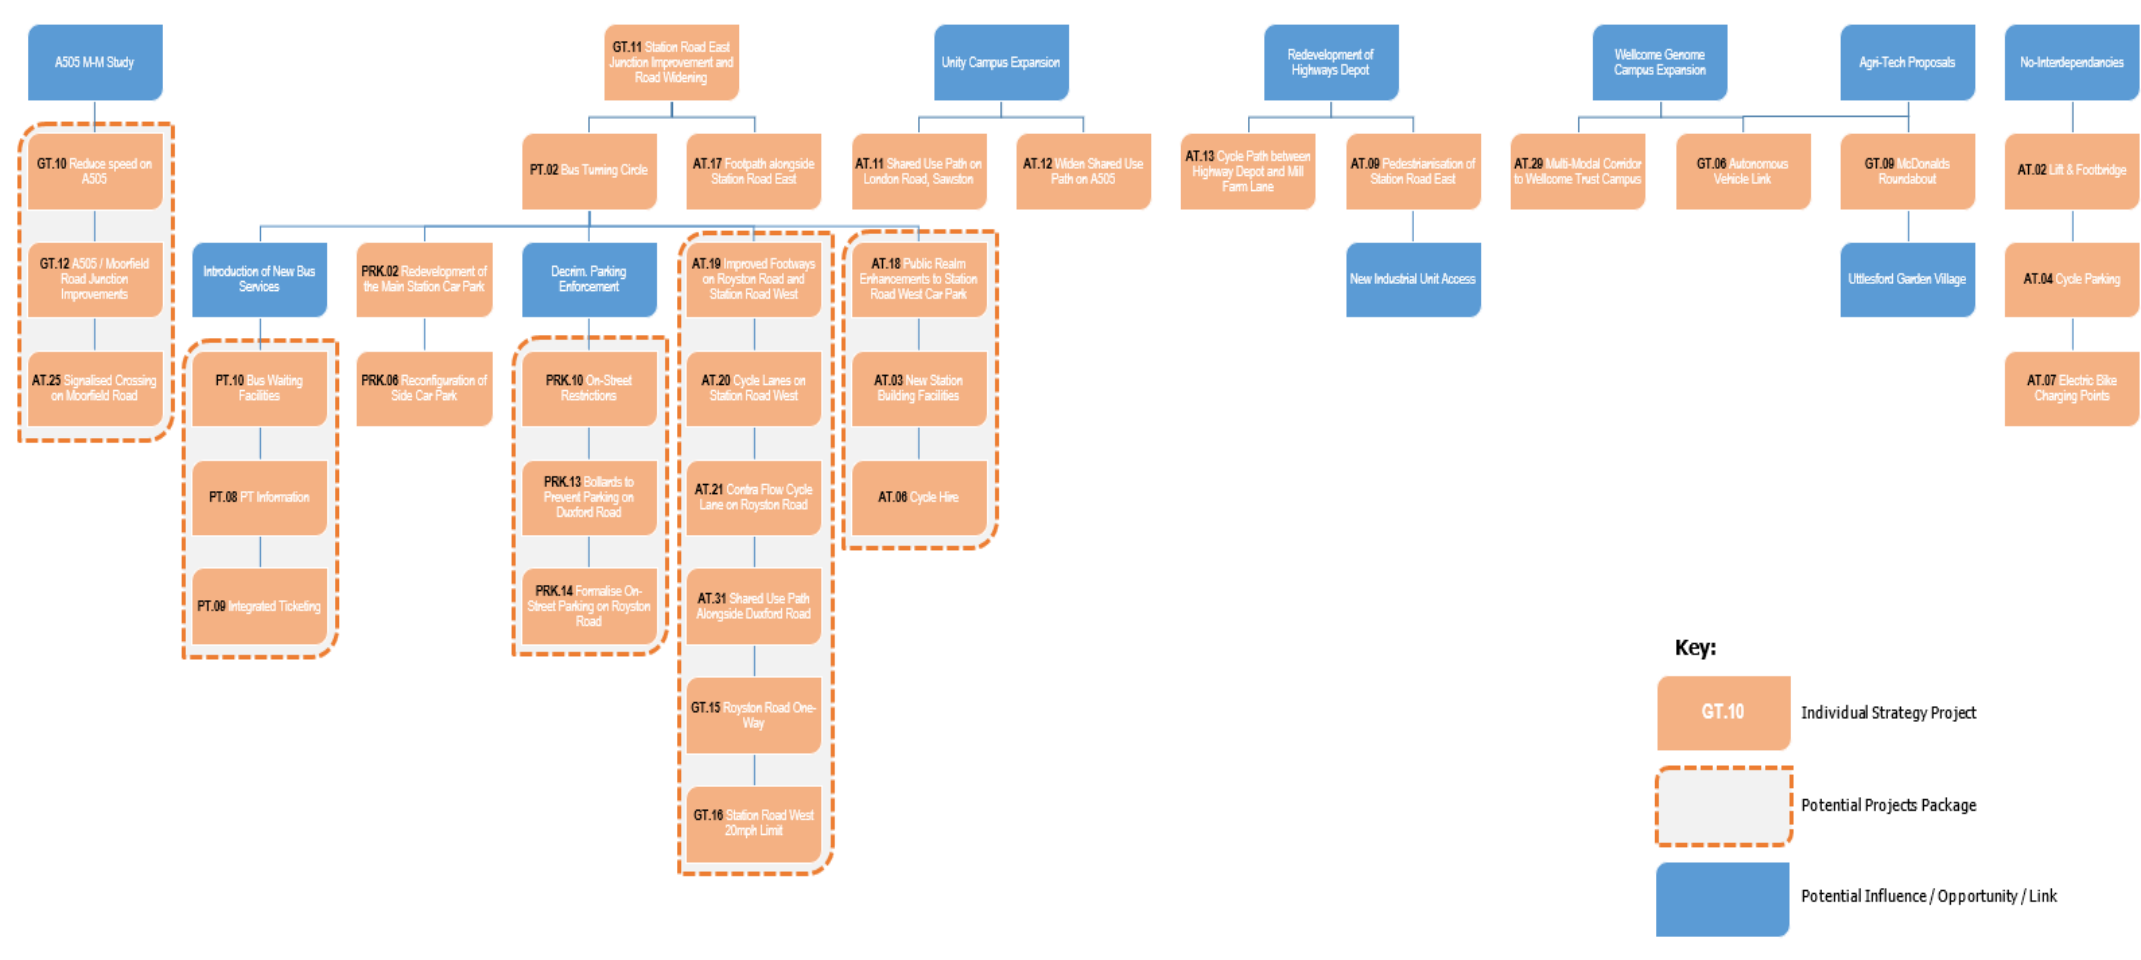 A505 M-M Study
GT.11 Station Road East
Junction Improvement and
Road Widening
Unity Campus Expansion
Redevelopment of
Highways Depot
Wellcome Genome
Campus Expansion
Agri-Tech Proposals
No-Interdependancies
GT.10 Reduce speed on
A505
PT.02 Bus Turning Circle
AT.17 Footpath alongside
Station Road East
AT.11 Shared Use Path on
London Road, Sawston
AT.12 Widen Shared Use
Path on A505
AT.13 Cycle Path between
Highway Depot and Mill
Farm Lane
AT.09 Pedestrianisation of
Station Road East
AT.29 Multi-Modal Corridor
to Wellcome Trust Campus
GT.06 Autonomous
Vehicle Link
GT.09 McDonalds
Roundabout
AT.02 Lift & Footbridge
GT.12 A505 / Moorfield
Road Junction
Improvements
Introduction of New Bus
Services
PRK.02 Redevelopment of
the Main Station Car Park
Decrim. Parking
Enforcement
AT.19 Improved Footways
on Royston Road and
Station Road West
AT.18 Public Realm
Enhancements to Station
Road West Car Park
New Industrial Unit Access
Uttlesford Garden Village
AT.04 Cycle Parking
AT.25 Signalised Crossing
on Moorfield Road
PT.10 Bus Waiting
Facilities
PRK.06 Reconfiguration of
Side Car Park
PRK.10 On-Street
Restrictions
AT.20 Cycle Lanes on
Station Road West
AT.03 New Station
Building Facilities
AT.07 Electric Bike
Charging Points
PT.08 PT Information
PRK.13 Bollards to
Prevent Parking on
Duxford Road
AT.21 Contra Flow Cycle
Lane on Royston Road
AT.06 Cycle Hire
PT.09 Integrated Ticketing
PRK.14 Formalise On-
Street Parking on Royston
Road
AT.31 Shared Use Path
Alongside Duxford Road
GT.15 Royston Road One-
Way
GT.16 Station Road West
20mph Limit
Key:
GT.10
Individual Strategy Project
Potential Projects Package
Potential Influence / Opportunity / Link